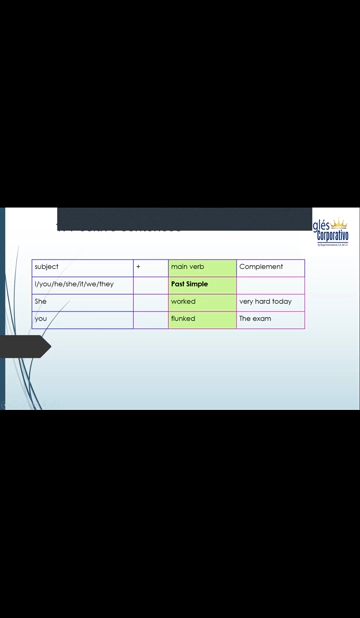 glés
Corporativo
subject + main verb Complement
I/you/he/she/it/we/they Past Simple
She worked very hard today
you flunked The exam